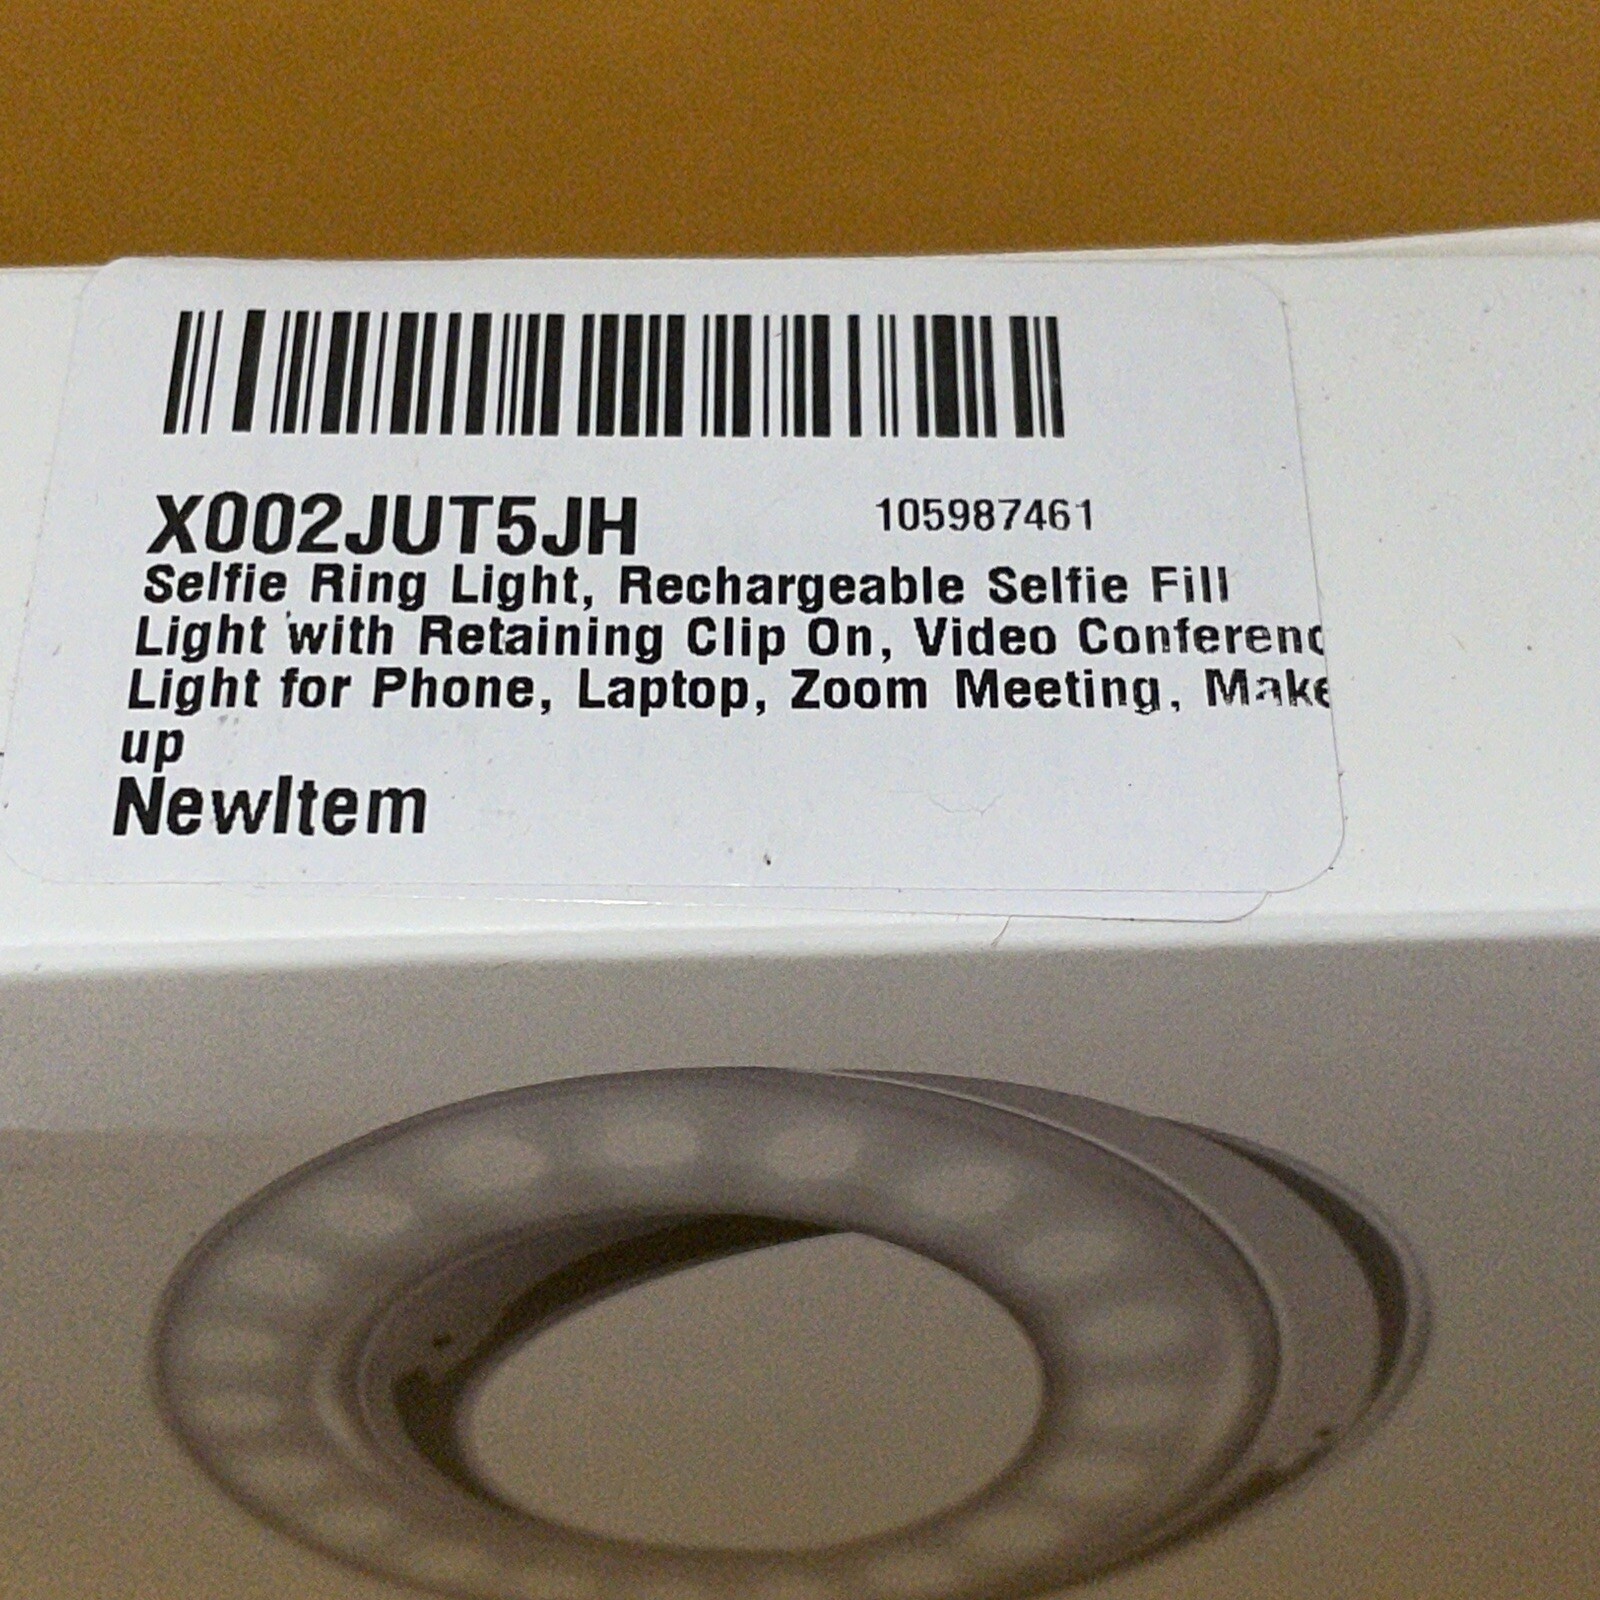 X002JUT5JH 105987461
Selfie Ring Light, Rechargeable Selfie Fill
Light with Retaining Clip On, Video Conferenc
Light for Phone, Laptop, Zoom Meeting, Make
up
NewItem